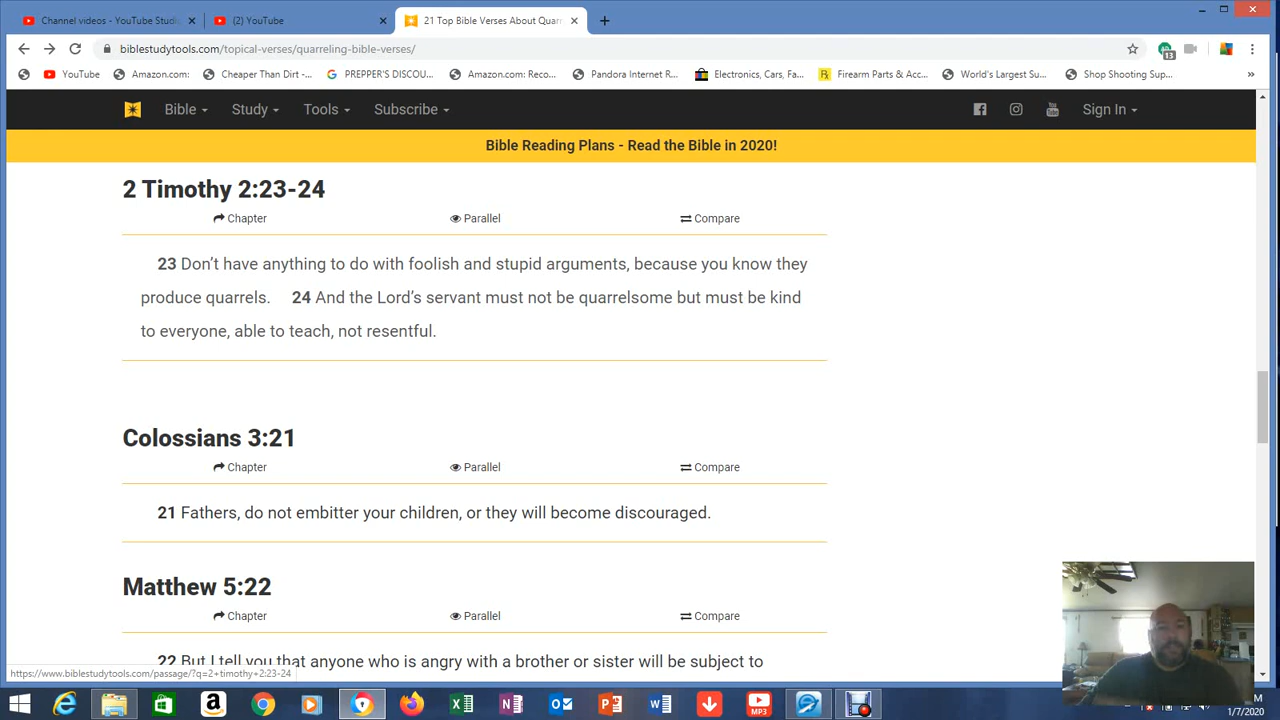 Channel videos - YouTube Studi
(2) YouTube
21 Top Bible Verses About Quarr
biblestudytools.com/topical-verses/quarreling-bible-verses/
13
YouTube Amazon.com: Cheaper Than Dirt -... PREPPER'S DISCOU... Amazon.com: Reco... Pandora Internet R... Electronics, Cars, Fa... Firearm Parts & Acc... World's Largest Su... Shop Shooting Sup...
Bible Study Tools Subscribe Sign In
Bible Reading Plans - Read the Bible in 2020!
2 Timothy 2:23-24
Chapter Parallel Compare
23 Don't have anything to do with foolish and stupid arguments, because you know they
produce quarrels. 24 And the Lord's servant must not be quarrelsome but must be kind
to everyone, able to teach, not resentful.
Colossians 3:21
Chapter Parallel Compare
21 Fathers, do not embitter your children, or they will become discouraged.
Matthew 5:22
Chapter Parallel Compare
22 But I tell you that anyone who is angry with a brother or sister will be subject to
https://www.biblestudytools.com/passage/?q=2+timothy+2:23-24
MP3
M
1/7/2020